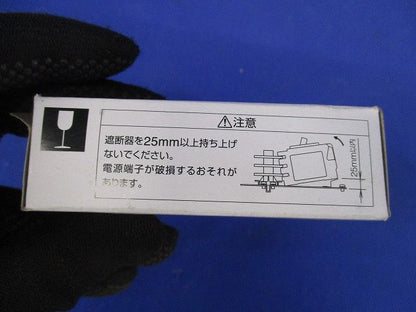 ⚠注意
遮断器を25mm以上持ち上げ
ないでください。
電源端子が破損するおそれが
あります。
25mm以内